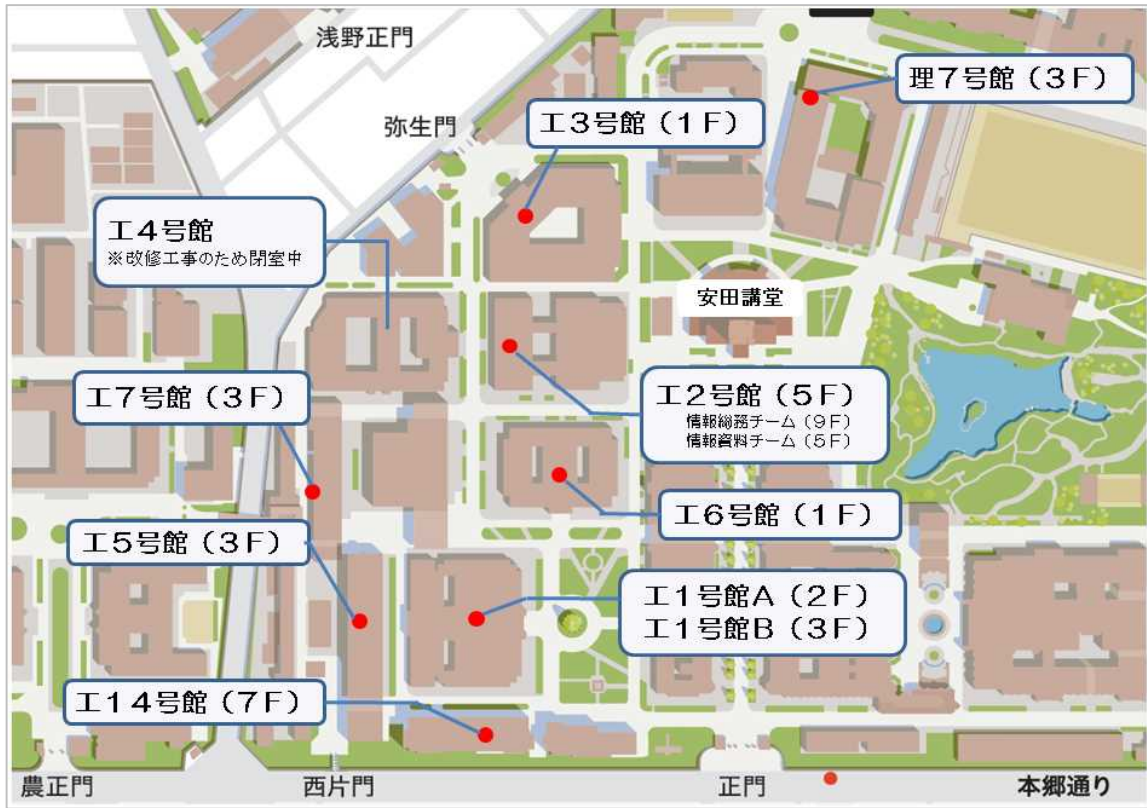 浅野正門
理７号館（３Ｆ）
工３号館（１Ｆ）
弥生門
工４号館
※改修工事のため閉室中
安田講堂
工７号館（３Ｆ）
工２号館（５Ｆ）
情報総務チーム（９Ｆ）
情報資料チーム（５Ｆ）
工６号館（１Ｆ）
工５号館（３Ｆ）
工１号館Ａ（２Ｆ）
工１号館Ｂ（３Ｆ）
工１４号館（７Ｆ）
農正門
西片門
正門
本郷通り